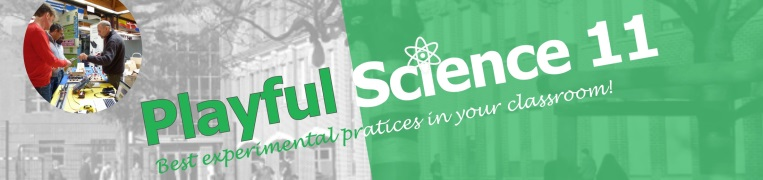 Playful Science 11
Best experimental pratices in your classroom!